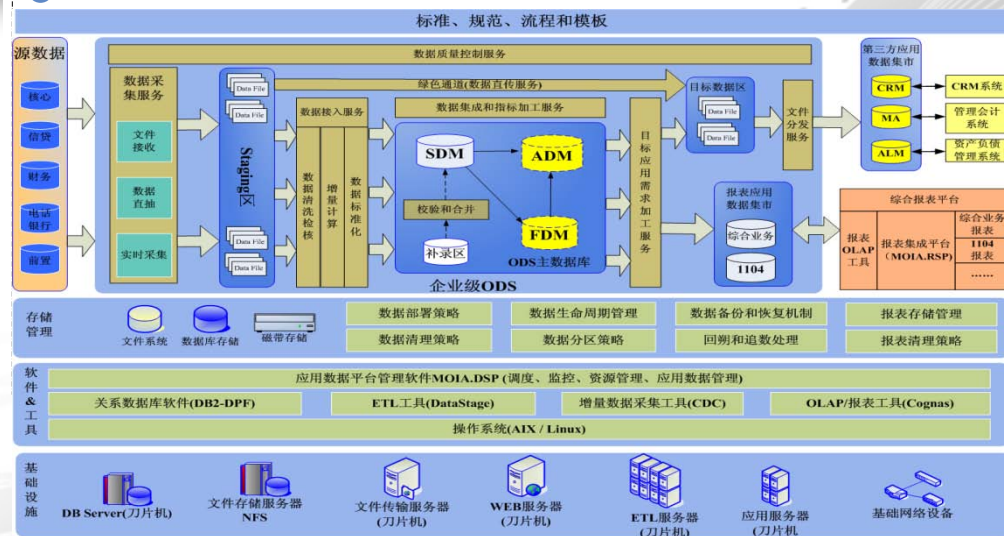 标准、规范、流程和模板
源数据
核心
信贷
财务
电话
银行
前置
数据质量控制服务
数据采
集服务
文件
接收
数据
直抽
实时采集
Data File
Data File
Staging区
Data File
Data File
绿色通道(数据直传服务)
数据接入服务
数据清洗检核
增量计算
数据标准化
数据集成和指标加工服务
SDM
ADM
校验和合并
补录区
FDM
ODS主数据库
企业级ODS
目标应用需求加工服务
目标数据区
Data File
Data File
文件分发服务
报表应用
数据集市
综合业务
1104
第三方应用
数据集市
CRM
MA
ALM
CRM系统
管理会计
系统
资产负债
管理系统
综合报表平台
报表
OLAP
工具
报表集成平台
(MOIA.RSP)
综合业务
报表
1104
报表
……
存储
管理
文件系统
数据库存储
磁带存储
数据部署策略
数据生命周期管理
数据备份和恢复机制
报表存储管理
数据清理策略
数据分区策略
回朔和追数处理
报表清理策略
软件&工具
应用数据平台管理软件MOIA.DSP (调度、监控、资源管理、应用数据管理)
关系数据库软件(DB2-DPF)
ETL工具(DataStage)
增量数据采集工具(CDC)
OLAP/报表工具(Cognas)
操作系统(AIX / Linux)
基础设施
DB Server(刀片机)
文件存储服务器
NFS
文件传输服务器
(刀片机)
WEB服务器
(刀片机)
ETL服务器
(刀片机)
应用服务器
(刀片机
基础网络设备